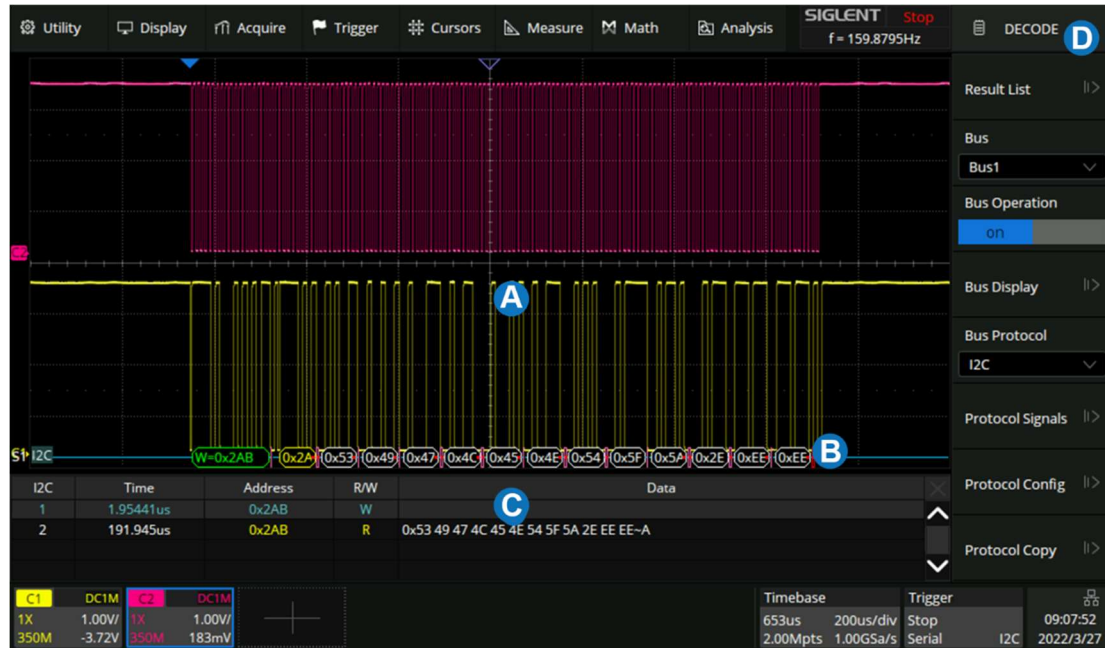 Utility Display Acquire Trigger Cursors Measure Math Analysis SIGLENT Stop
f = 159.8795Hz
DECODE D
Result List
Bus
Bus1
Bus Operation
on
Bus Display
Bus Protocol
I2C
Protocol Signals
Protocol Config
Protocol Copy
C2
A
S1 I2C W=0x2AB 0x2A 0x53 0x49 0x47 0x4C 0x45 0x4E 0x54 0x5F 0x5A 0x2E 0xEE 0xEE B
I2C Time Address R/W Data
C
1 1.95441us 0x2AB W
2 191.945us 0x2AB R 0x53 49 47 4C 45 4E 54 5F 5A 2E EE EE~A
C1 DC1M C2 DC1M
1X 1.00V/ 1X 1.00V/
350M -3.72V 350M 183mV
Timebase Trigger
653us 200us/div Stop 09:07:52
2.00Mpts 1.00GSa/s Serial I2C 2022/3/27